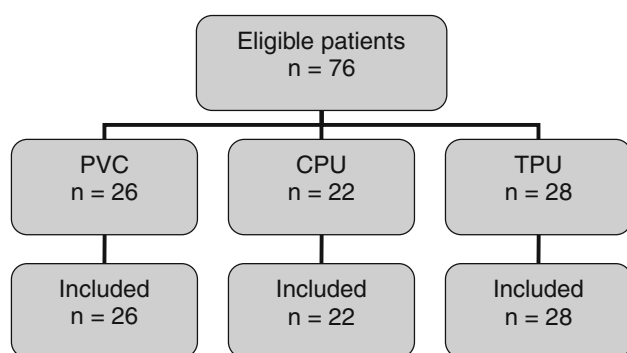 Eligible patients
n = 76
PVC
n = 26
CPU
n = 22
TPU
n = 28
Included
n = 26
Included
n = 22
Included
n = 28